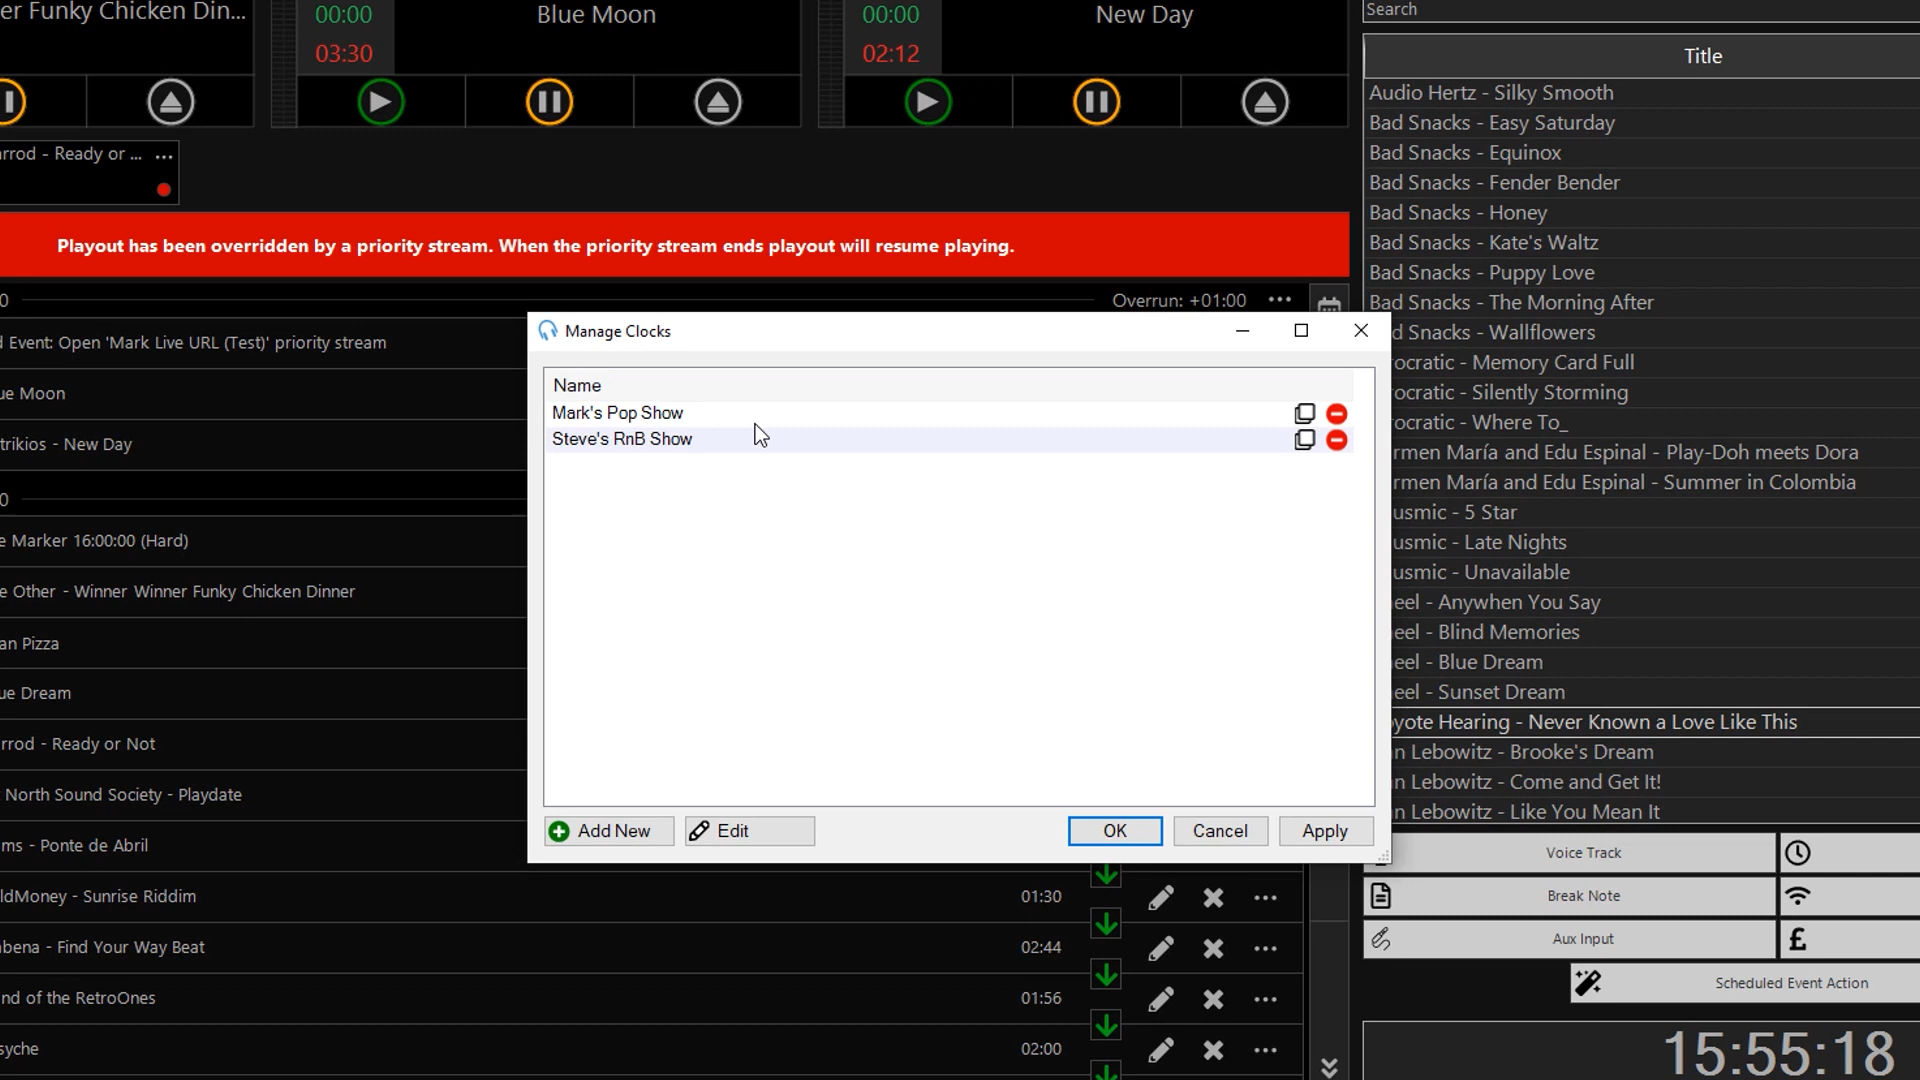 er Funky Chicken Din...
00:00
03:30
Blue Moon
00:00
02:12
New Day
Search
Title
Audio Hertz - Silky Smooth
Bad Snacks - Easy Saturday
Bad Snacks - Equinox
Bad Snacks - Fender Bender
Bad Snacks - Honey
Bad Snacks - Kate's Waltz
Bad Snacks - Puppy Love
Bad Snacks - The Morning After
d Snacks - Wallflowers
ocratic - Memory Card Full
ocratic - Silently Storming
ocratic - Where To_
rmen María and Edu Espinal - Play-Doh meets Dora
rmen María and Edu Espinal - Summer in Colombia
usmic - 5 Star
usmic - Late Nights
usmic - Unavailable
eel - Anywhen You Say
eel - Blind Memories
eel - Blue Dream
eel - Sunset Dream
yote Hearing - Never Known a Love Like This
n Lebowitz - Brooke's Dream
n Lebowitz - Come and Get It!
n Lebowitz - Like You Mean It
rrod - Ready or ...
Playout has been overridden by a priority stream. When the priority stream ends playout will resume playing.
0
Overrun: +01:00
d Event: Open 'Mark Live URL (Test)' priority stream
ue Moon
trikios - New Day
0
e Marker 16:00:00 (Hard)
e Other - Winner Winner Funky Chicken Dinner
an Pizza
ue Dream
rrod - Ready or Not
North Sound Society - Playdate
ms - Ponte de Abril
ldMoney - Sunrise Riddim
01:30
bena - Find Your Way Beat
02:44
nd of the RetroOnes
01:56
syche
02:00
Manage Clocks
Name
Mark's Pop Show
Steve's RnB Show
Add New
Edit
OK
Cancel
Apply
Voice Track
Break Note
Aux Input
£
Scheduled Event Action
15:55:18